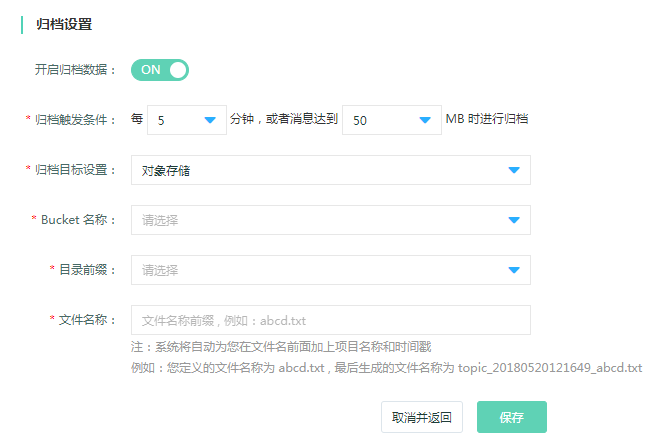 归档设置
开启归档数据： ON
* 归档触发条件： 每 5 分钟，或者消息达到 50 MB 时进行归档
* 归档目标设置： 对象存储
* Bucket 名称： 请选择
* 目录前缀： 请选择
* 文件名称： 文件名称前缀 , 例如：abcd.txt
注：系统将自动为您在文件名前面加上项目名称和时间戳
例如：您定义的文件名称为 abcd.txt , 最后生成的文件名称为 topic_20180520121649_abcd.txt
取消并返回 保存